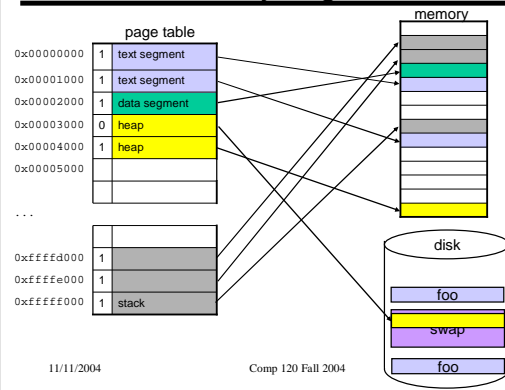 memory
page table
0x00000000 1 text segment
0x00001000 1 text segment
0x00002000 1 data segment
0x00003000 0 heap
0x00004000 1 heap
0x00005000
...
0xffffd000 1
0xffffe000 1
0xfffff000 1 stack
disk
foo
swap
foo
11/11/2004 Comp 120 Fall 2004